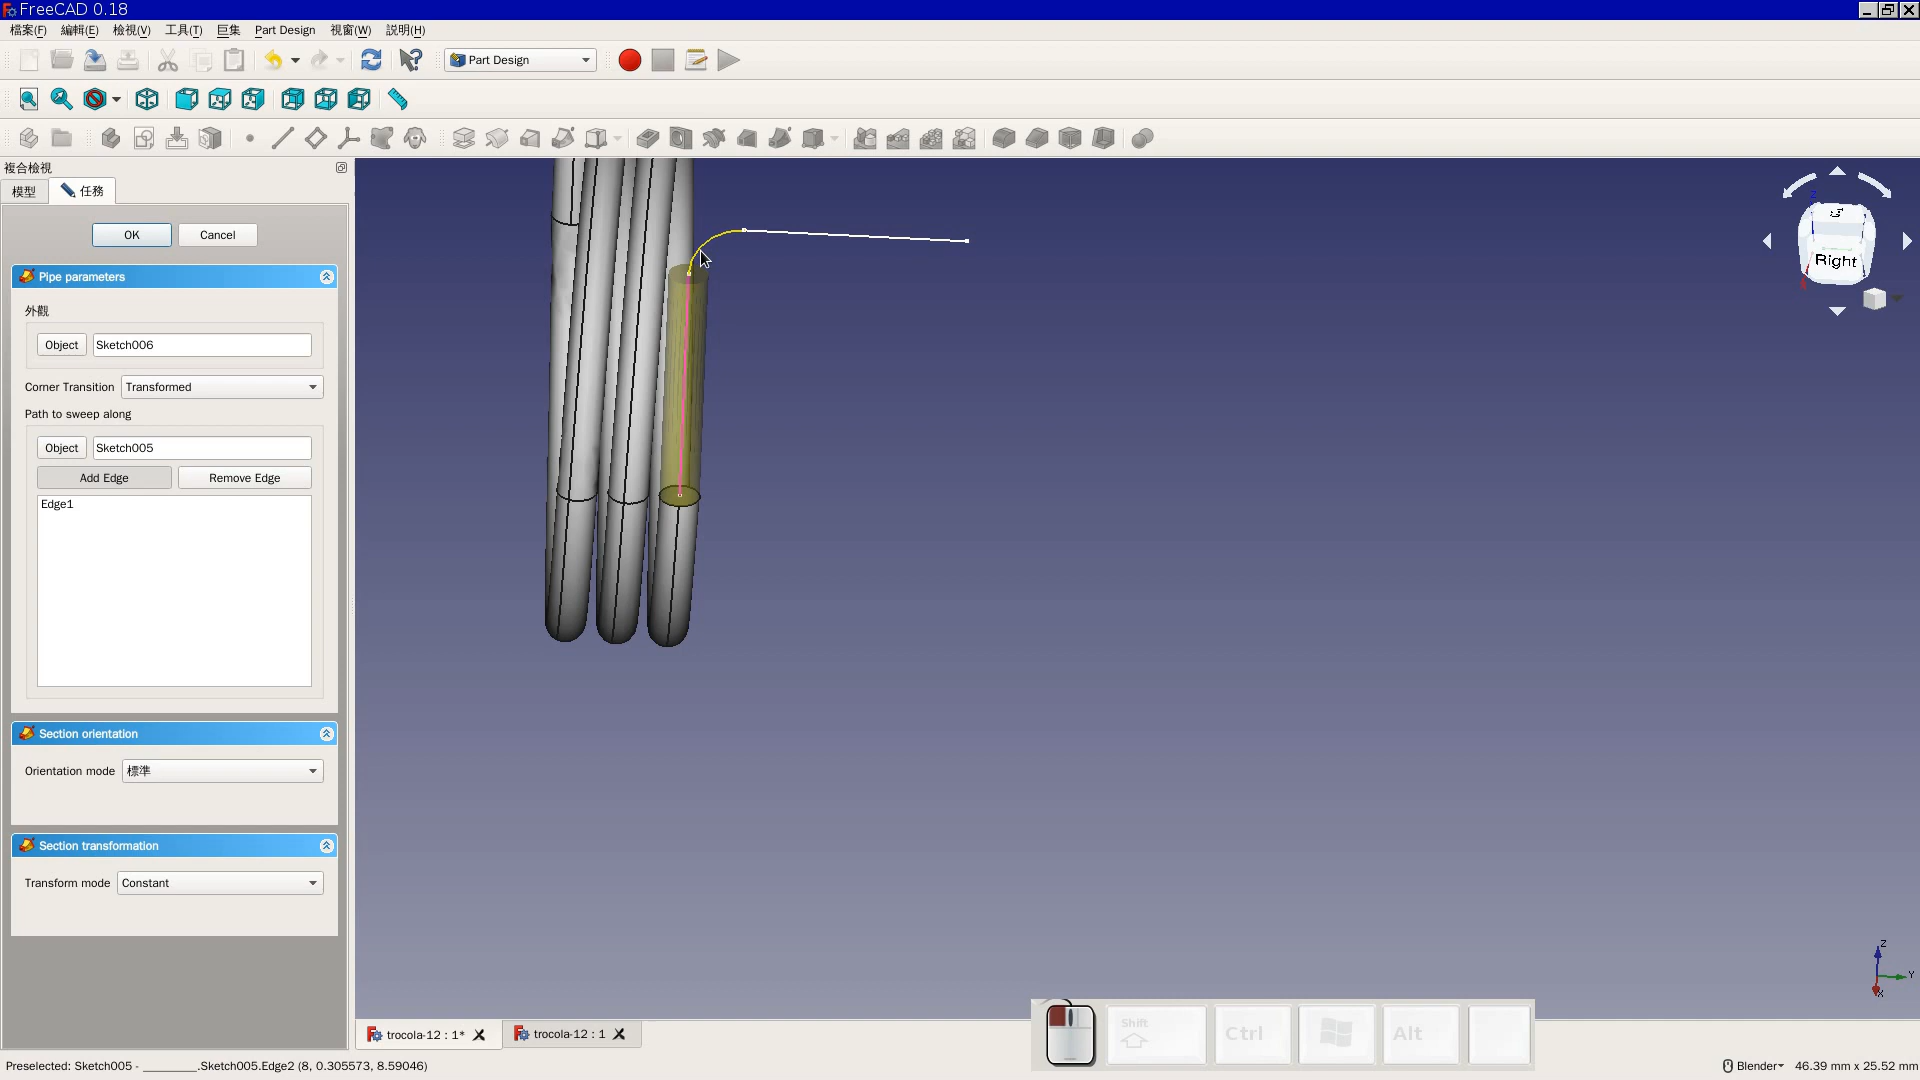 FreeCAD 0.18
檔案(F) 編輯(E) 檢視(V) 工具(T) 巨集 Part Design 視窗(W) 説明(H)
Part Design
複合檢視
模型 任務
OK Cancel
Pipe parameters
外觀
Object Sketch006
Corner Transition Transformed
Path to sweep along
Object Sketch005
Add Edge Remove Edge
Edge1
Section orientation
Orientation mode 標準
Section transformation
Transform mode Constant
Z
Right
Z
Y
X
trocola-12 : 1* trocola-12 : 1
Shift Ctrl Alt
Preselected: Sketch005 - ________.Sketch005.Edge2 (8, 0.305573, 8.59046) Blender 46.39 mm x 25.52 mm